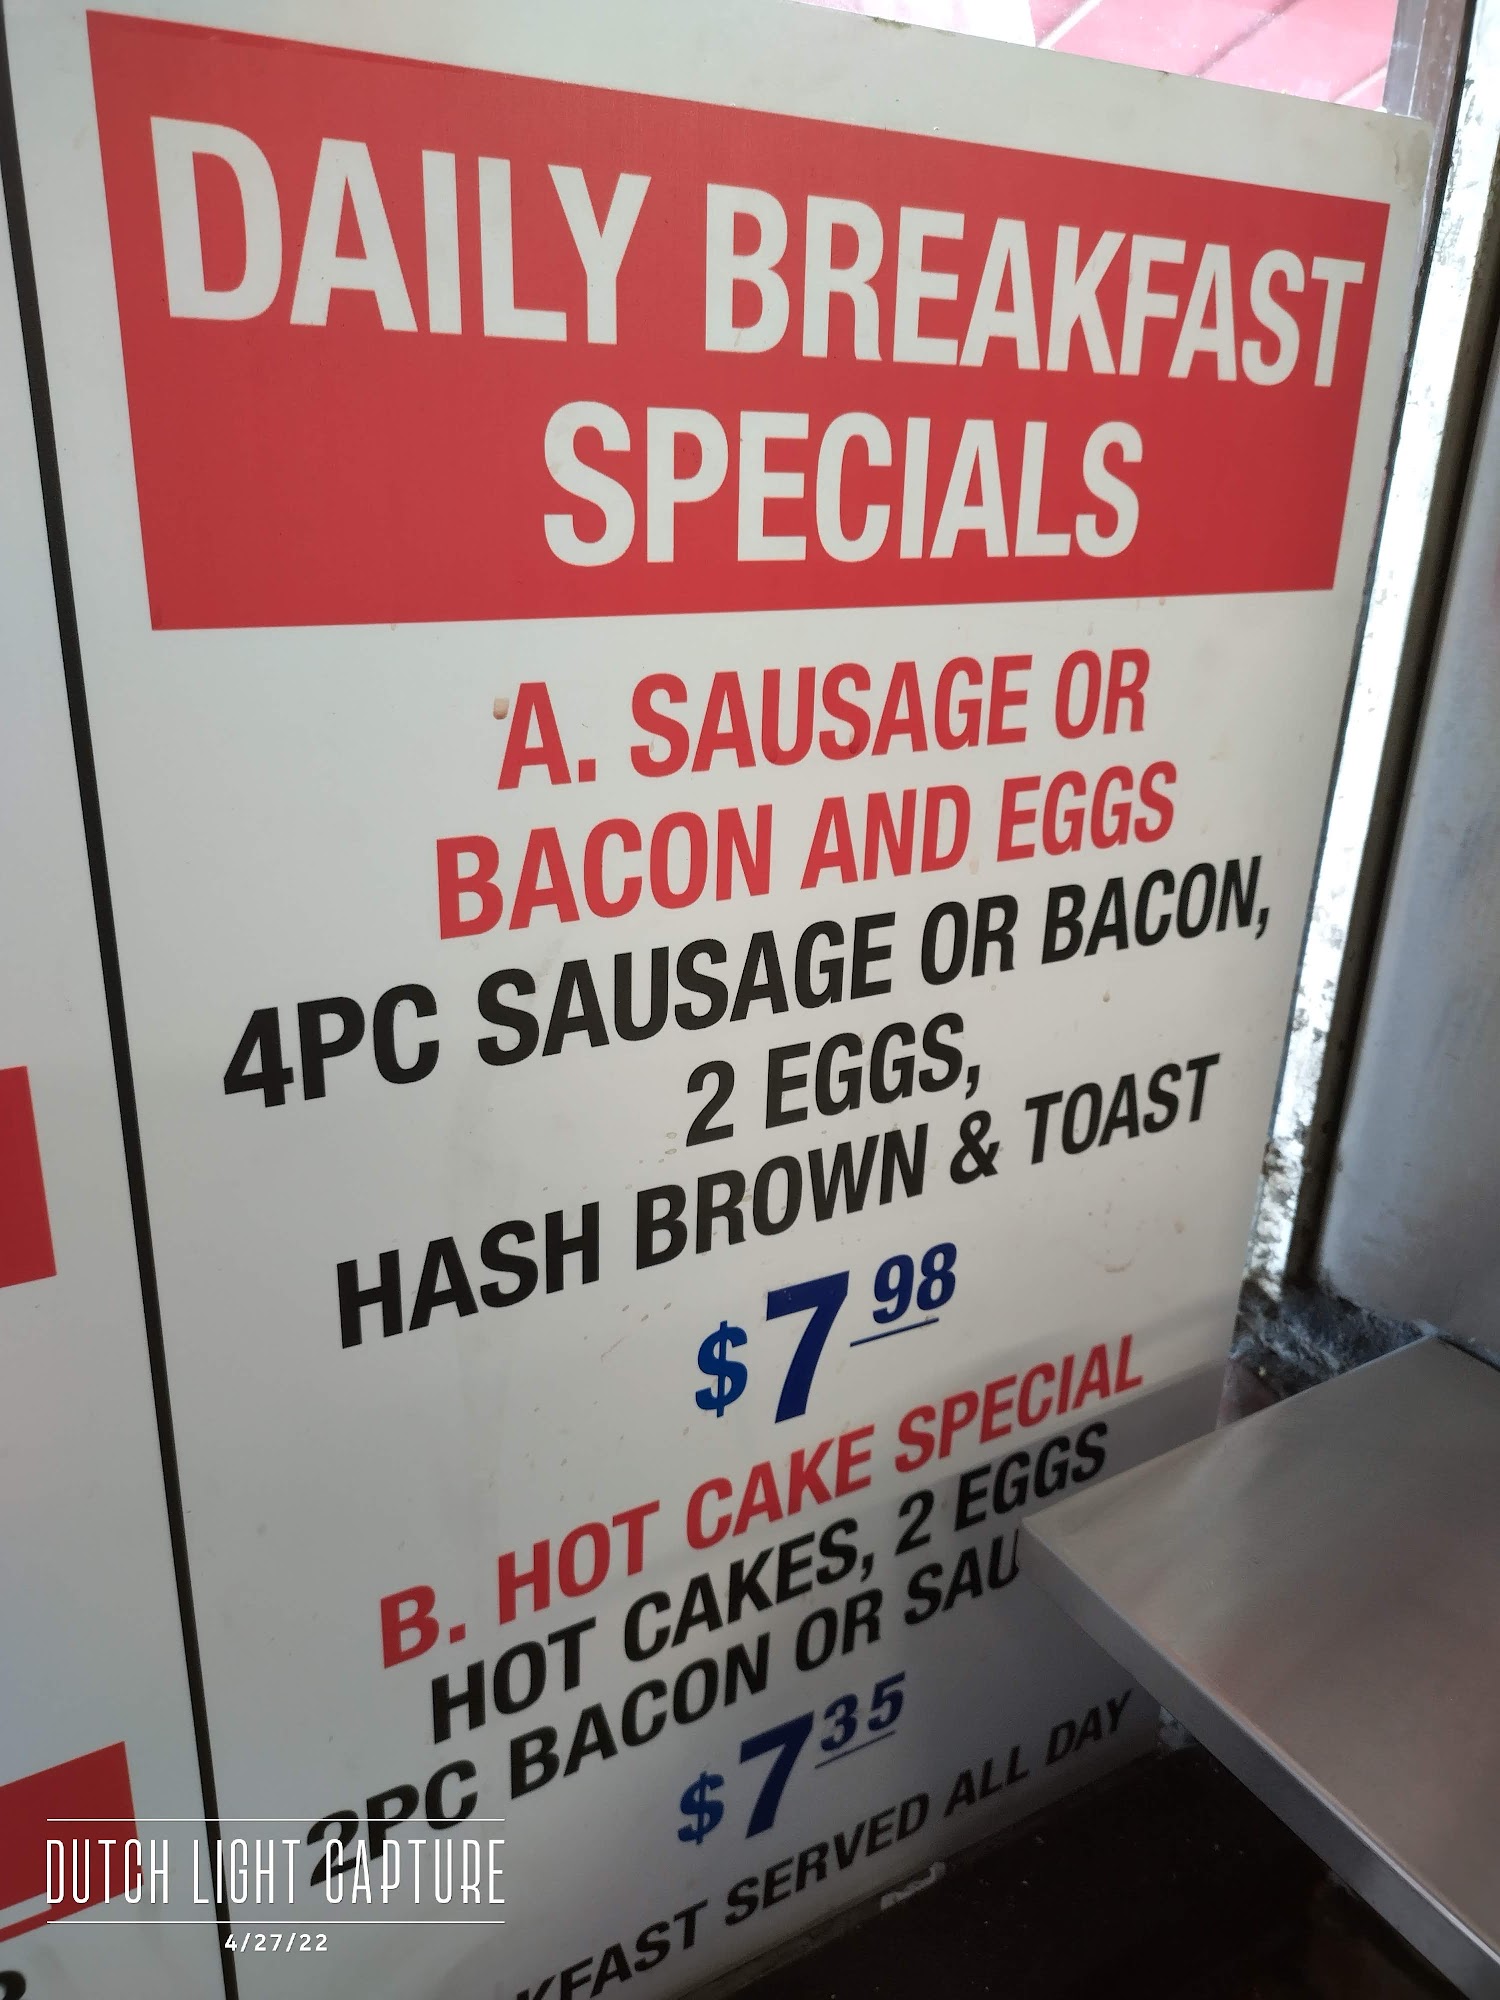 DAILY BREAKFAST
SPECIALS
A. SAUSAGE OR
BACON AND EGGS
4PC SAUSAGE OR BACON,
2 EGGS,
HASH BROWN & TOAST
$7 98
B. HOT CAKE SPECIAL
HOT CAKES, 2 EGGS
2PC BACON OR SAU
$7 35
KFAST SERVED ALL DAY
DUTCH LIGHT CAPTURE
4/27/22